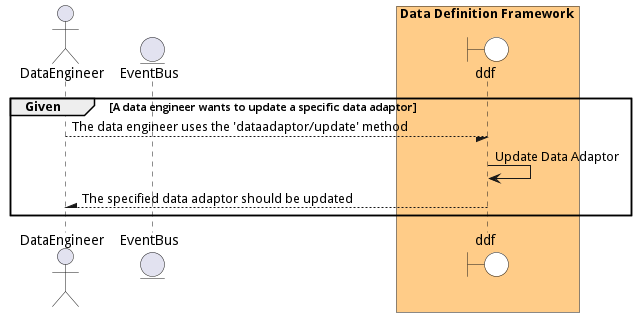 Data Definition Framework
DataEngineer EventBus ddf
Given [A data engineer wants to update a specific data adaptor]
The data engineer uses the 'dataadaptor/update' method
Update Data Adaptor
The specified data adaptor should be updated
DataEngineer EventBus ddf